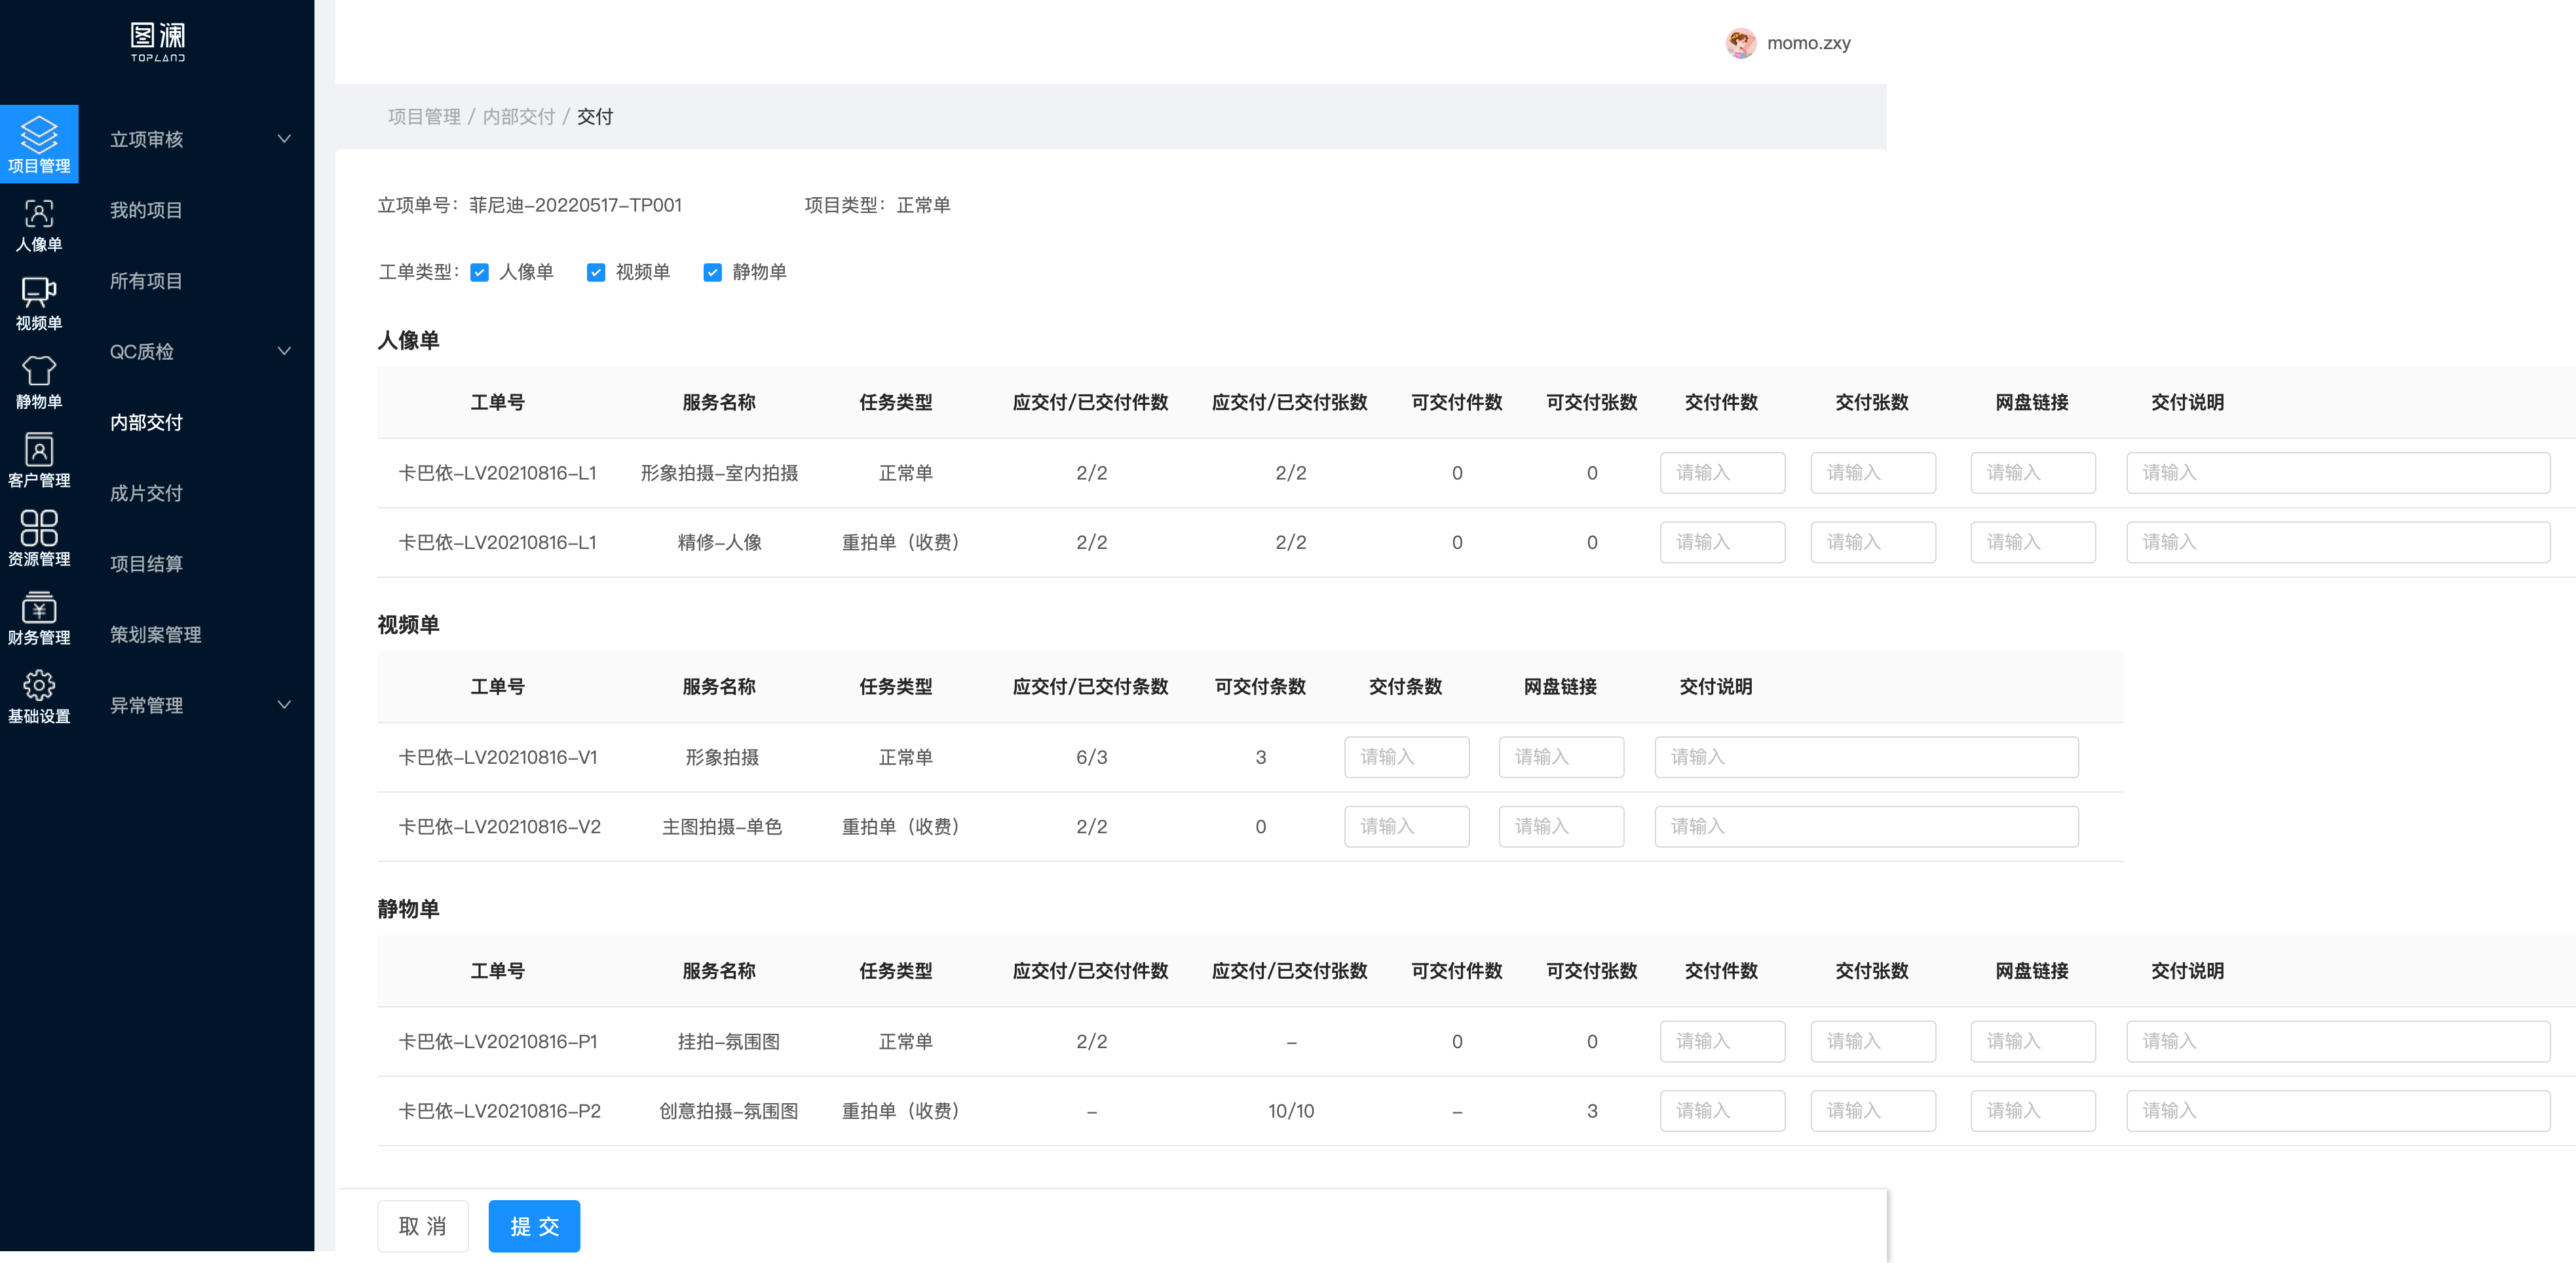 图澜
TOPLAND
momo.zxy
项目管理
人像单
视频单
静物单
客户管理
资源管理
财务管理
基础设置
立项审核
我的项目
所有项目
QC质检
内部交付
成片交付
项目结算
策划案管理
异常管理
项目管理 / 内部交付 / 交付
立项单号：菲尼迪-20220517-TP001 项目类型：正常单
工单类型： 人像单 视频单 静物单
人像单
工单号 服务名称 任务类型 应交付/已交付件数 应交付/已交付张数 可交付件数 可交付张数 交付件数 交付张数 网盘链接 交付说明
卡巴依-LV20210816-L1 形象拍摄-室内拍摄 正常单 2/2 2/2 0 0 请输入 请输入 请输入 请输入
卡巴依-LV20210816-L1 精修-人像 重拍单（收费） 2/2 2/2 0 0 请输入 请输入 请输入 请输入
视频单
工单号 服务名称 任务类型 应交付/已交付条数 可交付条数 交付条数 网盘链接 交付说明
卡巴依-LV20210816-V1 形象拍摄 正常单 6/3 3 请输入 请输入 请输入
卡巴依-LV20210816-V2 主图拍摄-单色 重拍单（收费） 2/2 0 请输入 请输入 请输入
静物单
工单号 服务名称 任务类型 应交付/已交付件数 应交付/已交付张数 可交付件数 可交付张数 交付件数 交付张数 网盘链接 交付说明
卡巴依-LV20210816-P1 挂拍-氛围图 正常单 2/2 - 0 0 请输入 请输入 请输入 请输入
卡巴依-LV20210816-P2 创意拍摄-氛围图 重拍单（收费） - 10/10 - 3 请输入 请输入 请输入 请输入
取 消 提 交